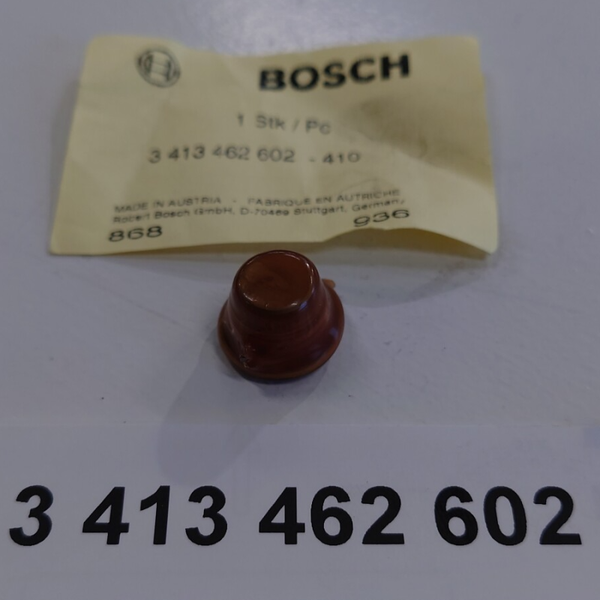 BOSCH
1 Stk / Pc
3 413 462 602 - 410
MADE IN AUSTRIA - FABRIQUE EN AUTRICHE
Robert Bosch GmbH, D-70469 Stuttgart, Germany
868 936
3 413 462 602